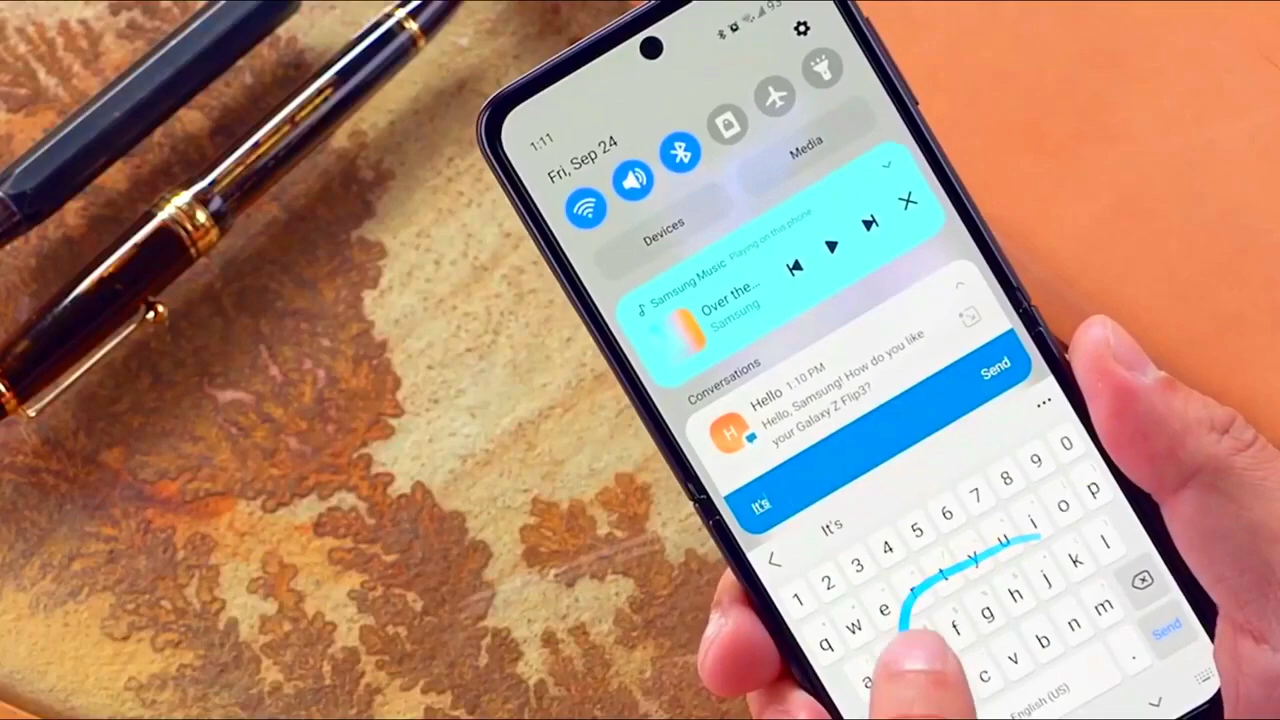 93
1:11
Fri, Sep 24
Devices
Media
Samsung Music Playing on this phone
Over the...
Samsung
Conversations
Hello 1:10 PM
Hello, Samsung! How do you like
your Galaxy Z Flip3?
It's
Send
It's
1 2 3 4 5 6 7 8 9 0
q w e r t y u i o p
a f g h j k l
c v b n m
English (US) . Send